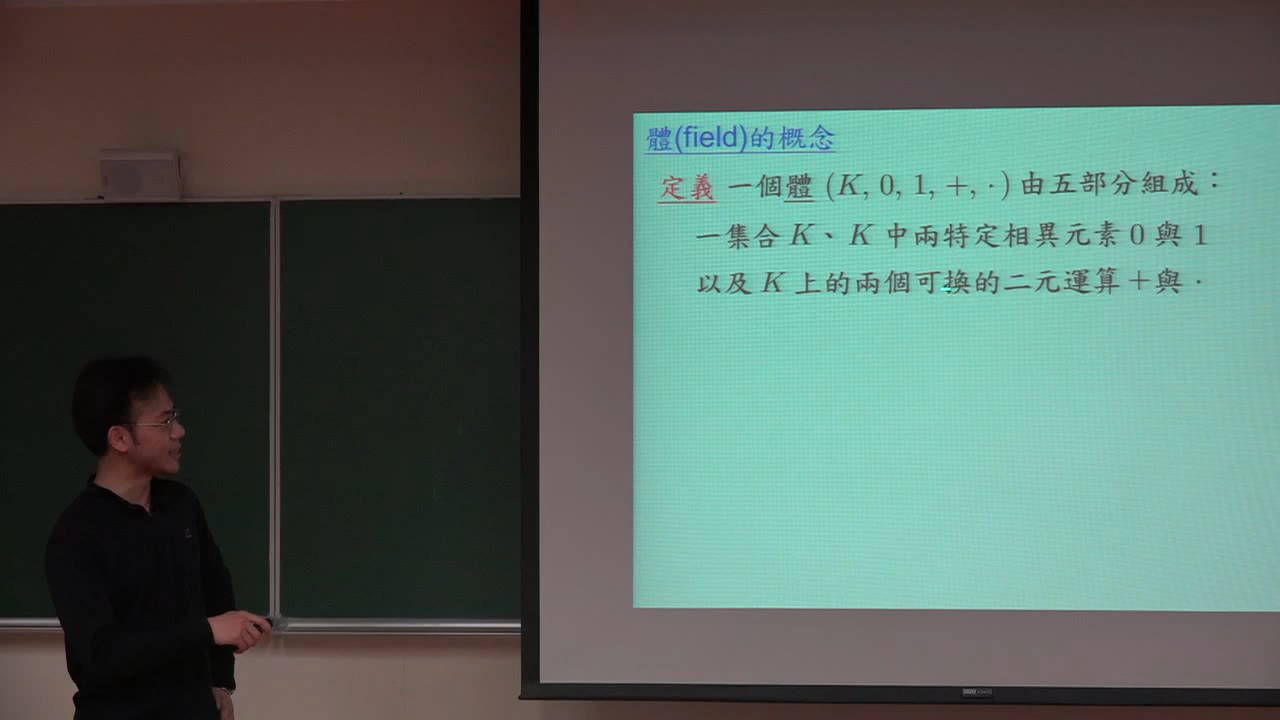 體(field)的概念
定義 一個體 (K, 0, 1, +, ·) 由五部分組成：
一集合 K、K 中兩特定相異元素 0 與 1
以及 K 上的兩個可換的二元運算 + 與 ·